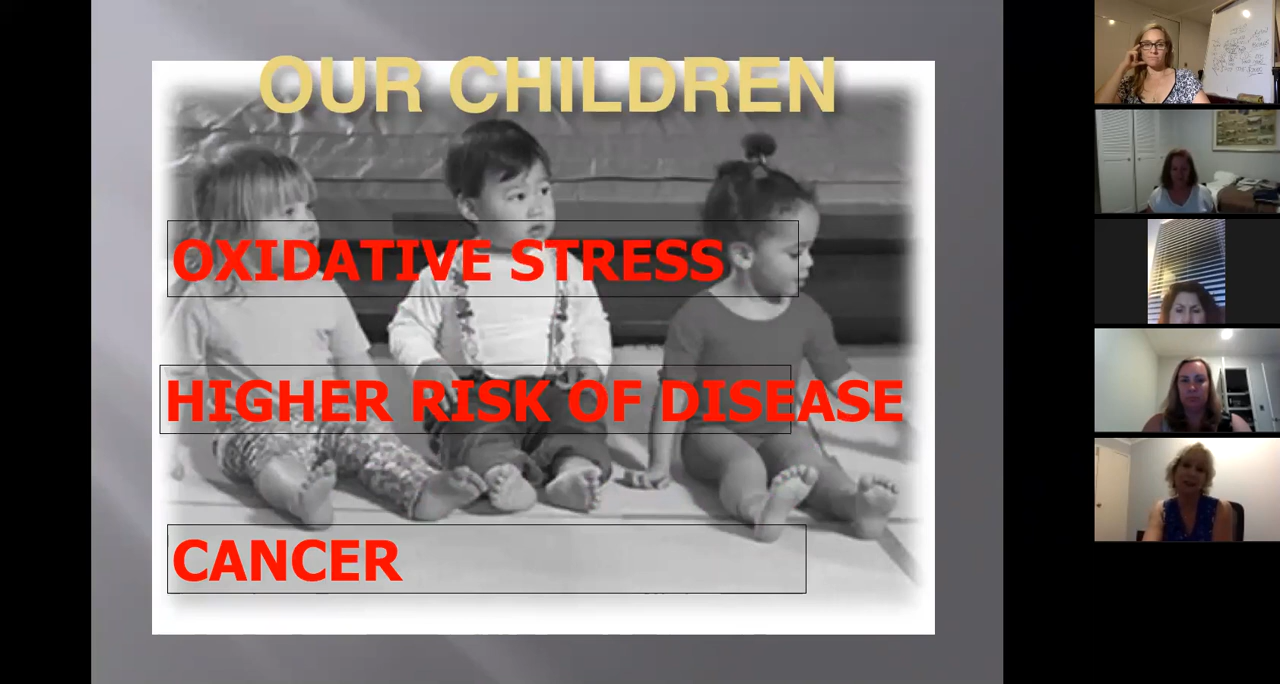 OUR CHILDREN
OXIDATIVE STRESS
HIGHER RISK OF DISEASE
CANCER